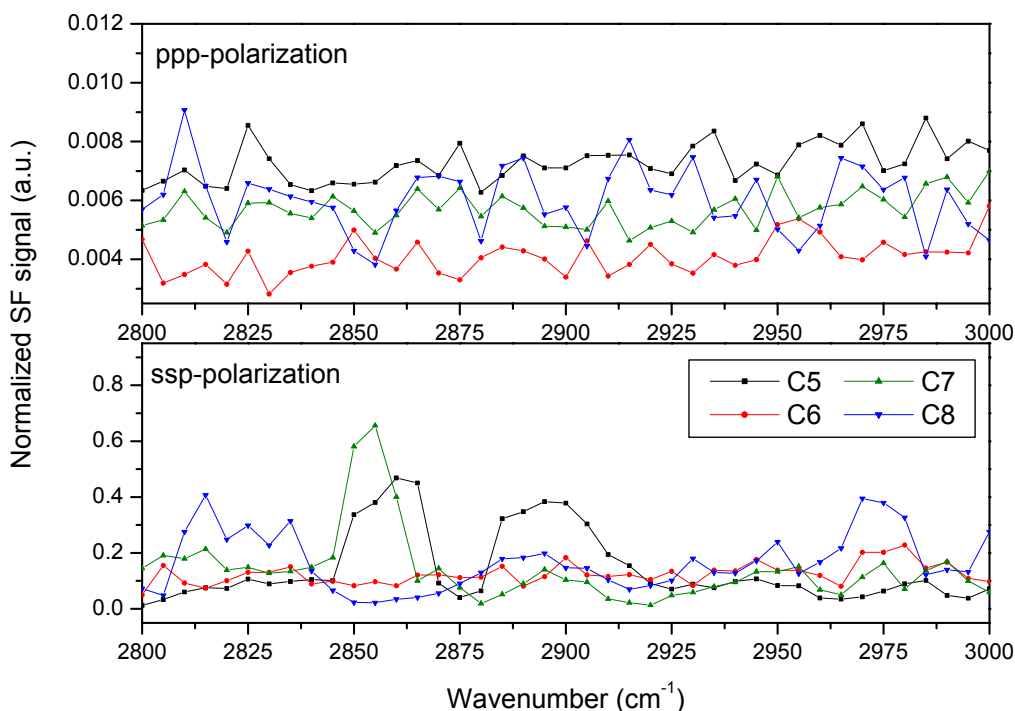 0.012
ppp-polarization
0.010
0.008
0.006
0.004
2800 2825 2850 2875 2900 2925 2950 2975 3000
Normalized SF signal (a.u.)
ssp-polarization
C5 C7
C6 C8
0.8
0.6
0.4
0.2
0.0
2800 2825 2850 2875 2900 2925 2950 2975 3000
Wavenumber (cm⁻¹)